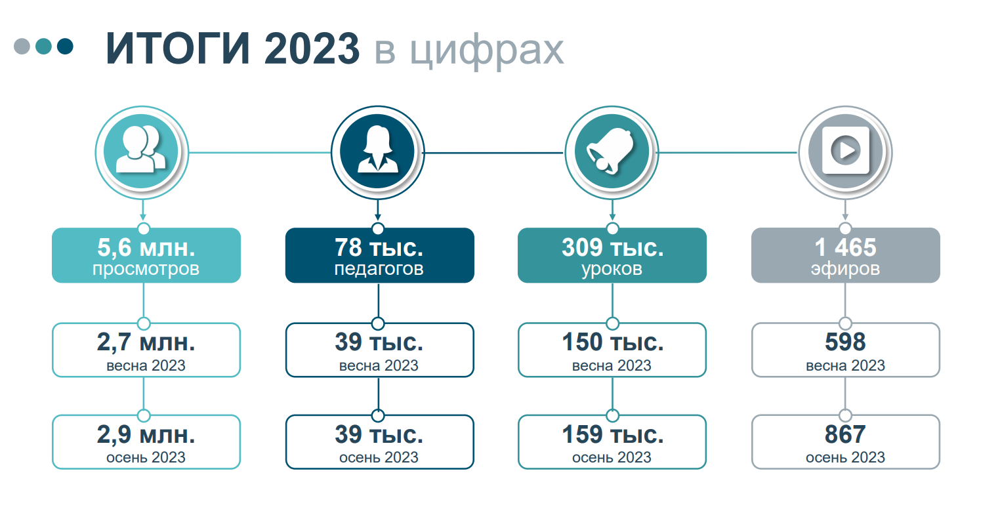 ИТОГИ 2023 в цифрах
5,6 млн.
просмотров
2,7 млн.
весна 2023
2,9 млн.
осень 2023
78 тыс.
педагогов
39 тыс.
весна 2023
39 тыс.
осень 2023
309 тыс.
уроков
150 тыс.
весна 2023
159 тыс.
осень 2023
1 465
эфиров
598
весна 2023
867
осень 2023